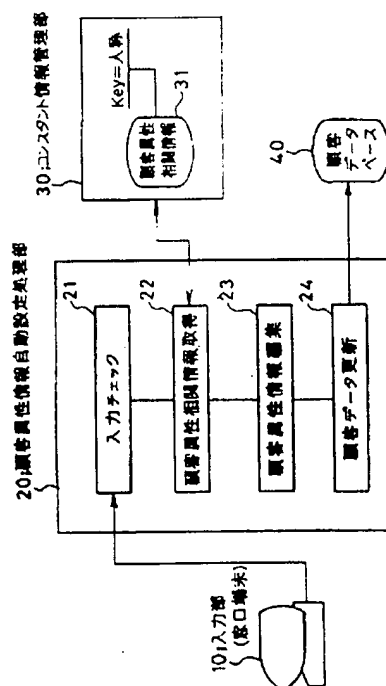 30;コンスタント情報管理部
Key=人称
顧客属性
相関情報
31
20;顧客属性情報自動設定処理部
21
入力チェック
22
顧客属性相関情報取得
23
顧客属性情報編集
24
顧客データ更新
40
顧客
データ
ベース
10;入力部
(窓口端末)